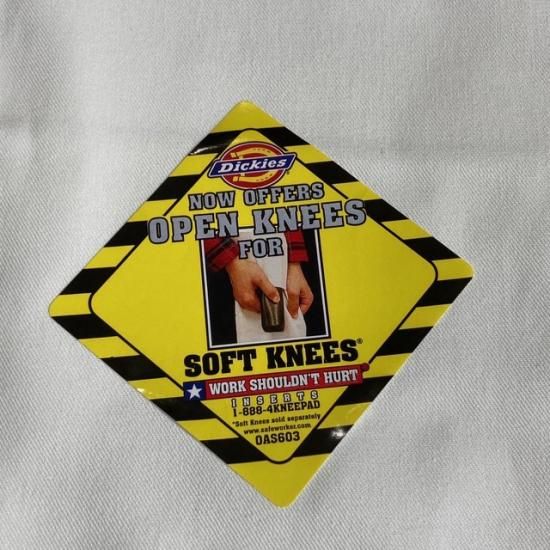 Dickies
NOW OFFERS
OPEN KNEES
FOR
SOFT KNEES®
WORK SHOULDN'T HURT®
INSERTS
1-888-4KNEEPAD
*Soft Knees sold separately
www.safeworker.com
0AS603